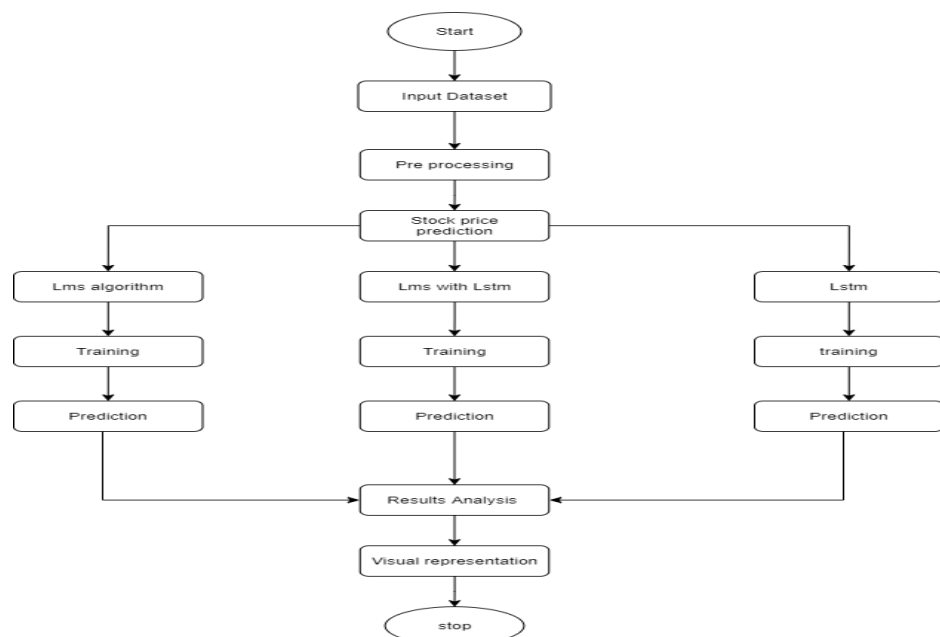 Start
Input Dataset
Pre processing
Stock price
prediction
Lms algorithm
Lms with Lstm
Lstm
Training
Training
training
Prediction
Prediction
Prediction
Results Analysis
Visual representation
stop